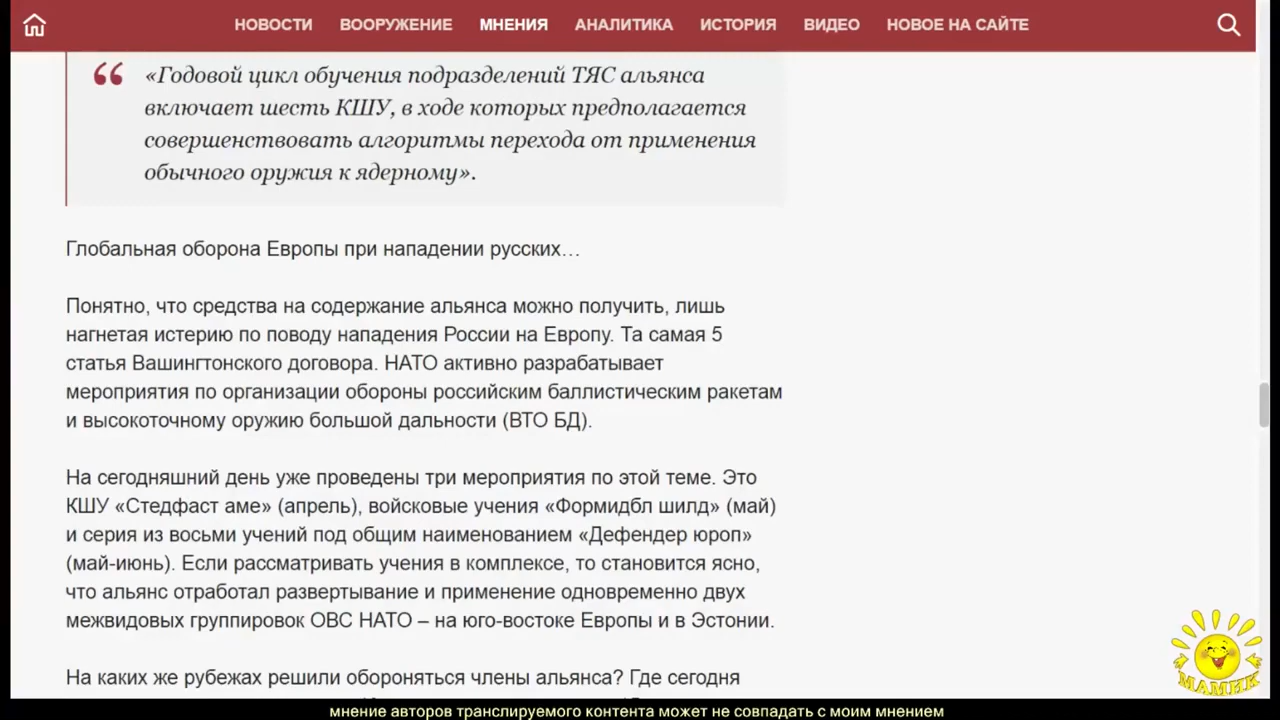 НОВОСТИ ВООРУЖЕНИЕ МНЕНИЯ АНАЛИТИКА ИСТОРИЯ ВИДЕО НОВОЕ НА САЙТЕ
«Годовой цикл обучения подразделений ТЯС альянса
включает шесть КШУ, в ходе которых предполагается
совершенствовать алгоритмы перехода от применения
обычного оружия к ядерному».
Глобальная оборона Европы при нападении русских…
Понятно, что средства на содержание альянса можно получить, лишь
нагнетая истерию по поводу нападения России на Европу. Та самая 5
статья Вашингтонского договора. НАТО активно разрабатывает
мероприятия по организации обороны российским баллистическим ракетам
и высокоточному оружию большой дальности (ВТО БД).
На сегодняшний день уже проведены три мероприятия по этой теме. Это
КШУ «Стедфаст аме» (апрель), войсковые учения «Формидбл шилд» (май)
и серия из восьми учений под общим наименованием «Дефендер юроп»
(май-июнь). Если рассматривать учения в комплексе, то становится ясно,
что альянс отработал развертывание и применение одновременно двух
межвидовых группировок ОВС НАТО – на юго-востоке Европы и в Эстонии.
На каких же рубежах решили обороняться члены альянса? Где сегодня
МАМИК
мнение авторов транслируемого контента может не совпадать с моим мнением